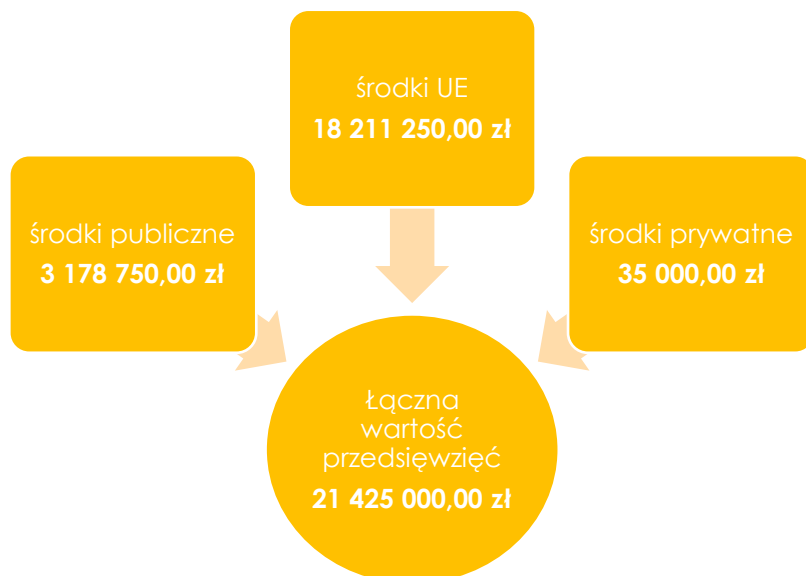 środki UE
18 211 250,00 zł
środki publiczne
3 178 750,00 zł
środki prywatne
35 000,00 zł
Łączna
wartość
przedsięwzięć
21 425 000,00 zł